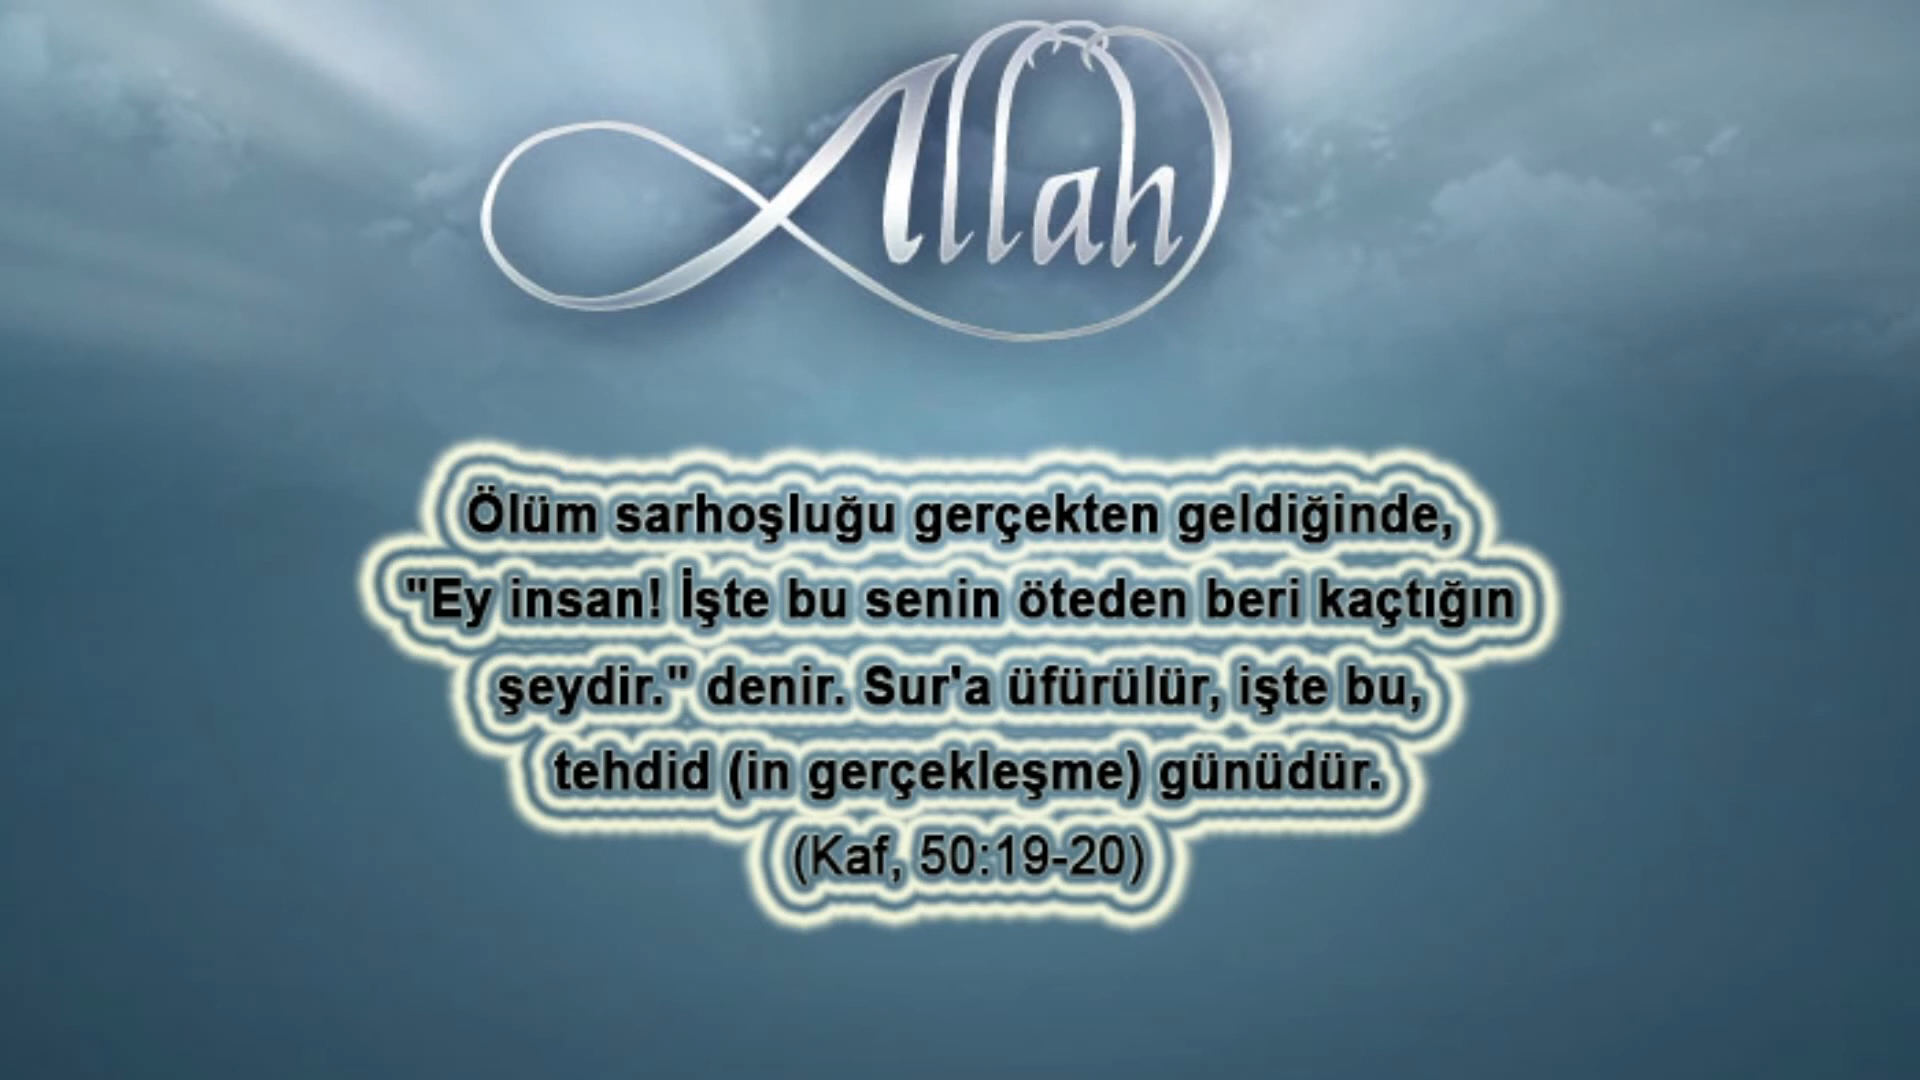 Allah
Ölüm sarhoşluğu gerçekten geldiğinde,
"Ey insan! İşte bu senin öteden beri kaçtığın
şeydir." denir. Sur'a üfürülür, işte bu,
tehdid (in gerçekleşme) günüdür.
(Kaf, 50:19-20)